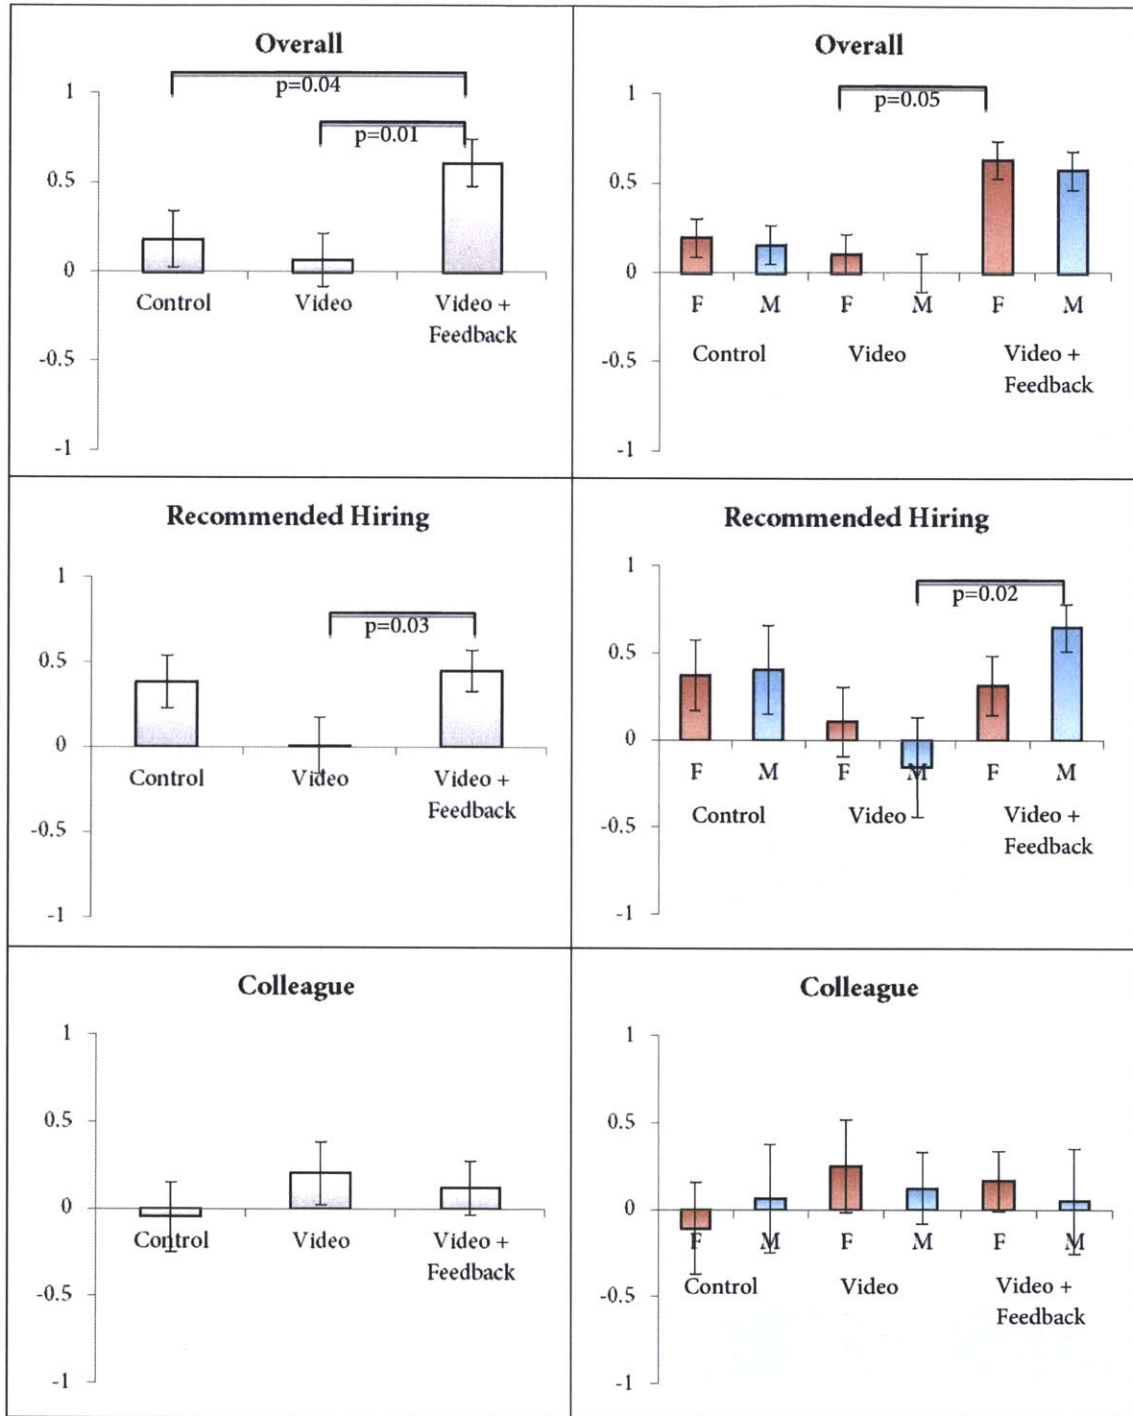 Overall
p=0.04
p=0.01
1
0.5
0
-0.5
-1
Control Video Video +
Feedback
Overall
p=0.05
1
0.5
0
-0.5
-1
F M F M F M
Control Video Video +
Feedback
Recommended Hiring
p=0.03
1
0.5
0
-0.5
-1
Control Video Video +
Feedback
Recommended Hiring
p=0.02
1
0.5
0
-0.5
-1
F M F M F M
Control Video Video +
Feedback
Colleague
1
0.5
0
-0.5
-1
Control Video Video +
Feedback
Colleague
1
0.5
0
-0.5
-1
F M F M F M
Control Video Video +
Feedback